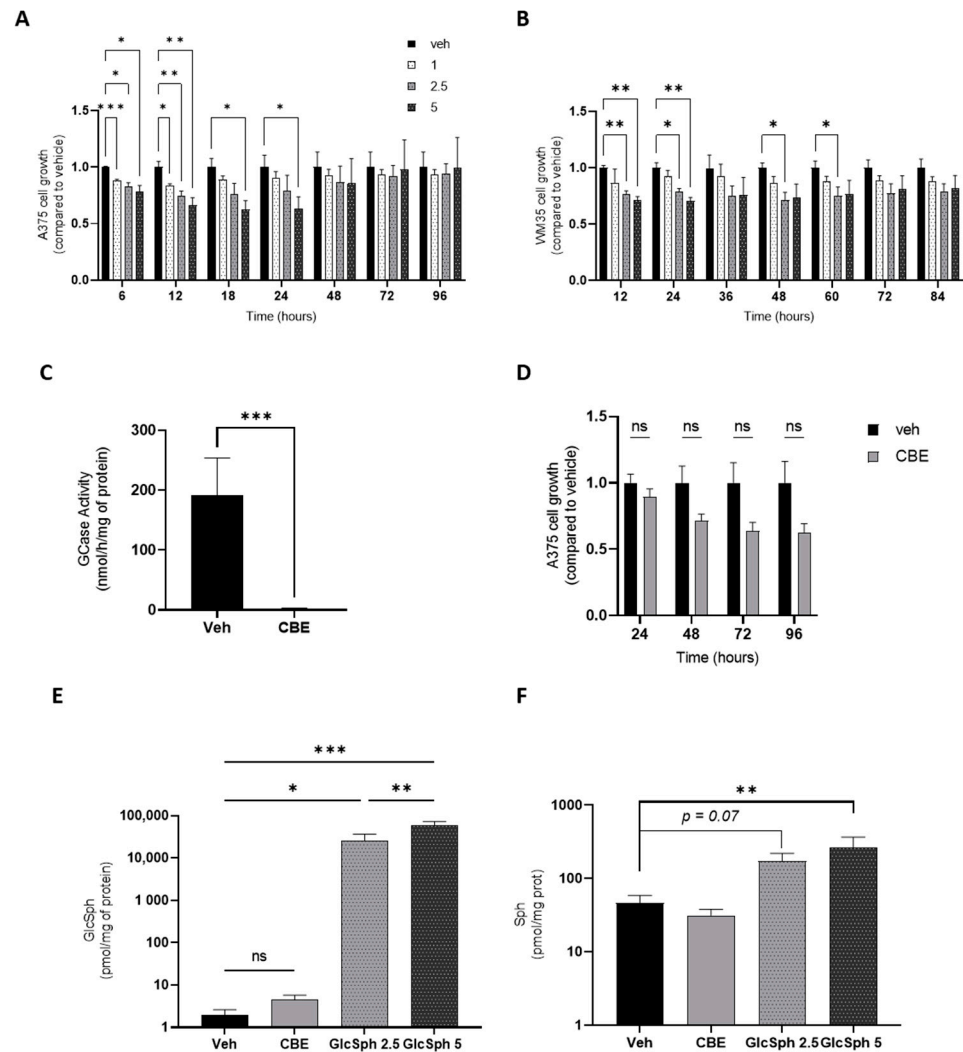 A
* **
veh
1
2.5
5
* **
*** *
* *
1.5
1.0
0.5
0.0
A375 cell growth
(compared to vehicle)
6 12 18 24 48 72 96
Time (hours)
B
** **
** * * *
1.5
1.0
0.5
0.0
WM35 cell growth
(compared to vehicle)
12 24 36 48 60 72 84
Time (hours)
C
***
300
200
100
0
GCase Activity
(nmol/h/mg of protein)
Veh CBE
D
1.5
1.0
0.5
0.0
ns ns ns ns
veh
CBE
A375 cell growth
(compared to vehicle)
24 48 72 96
Time (hours)
E
***
* **
100,000
10,000
1 000
100
10
1
ns
GlcSph
(pmol/mg of protein)
Veh CBE GlcSph 2.5 GlcSph 5
F
**
p = 0.07
1000
100
10
1
Sph
(pmol/mg prot)
Veh CBE GlcSph 2.5 GlcSph 5